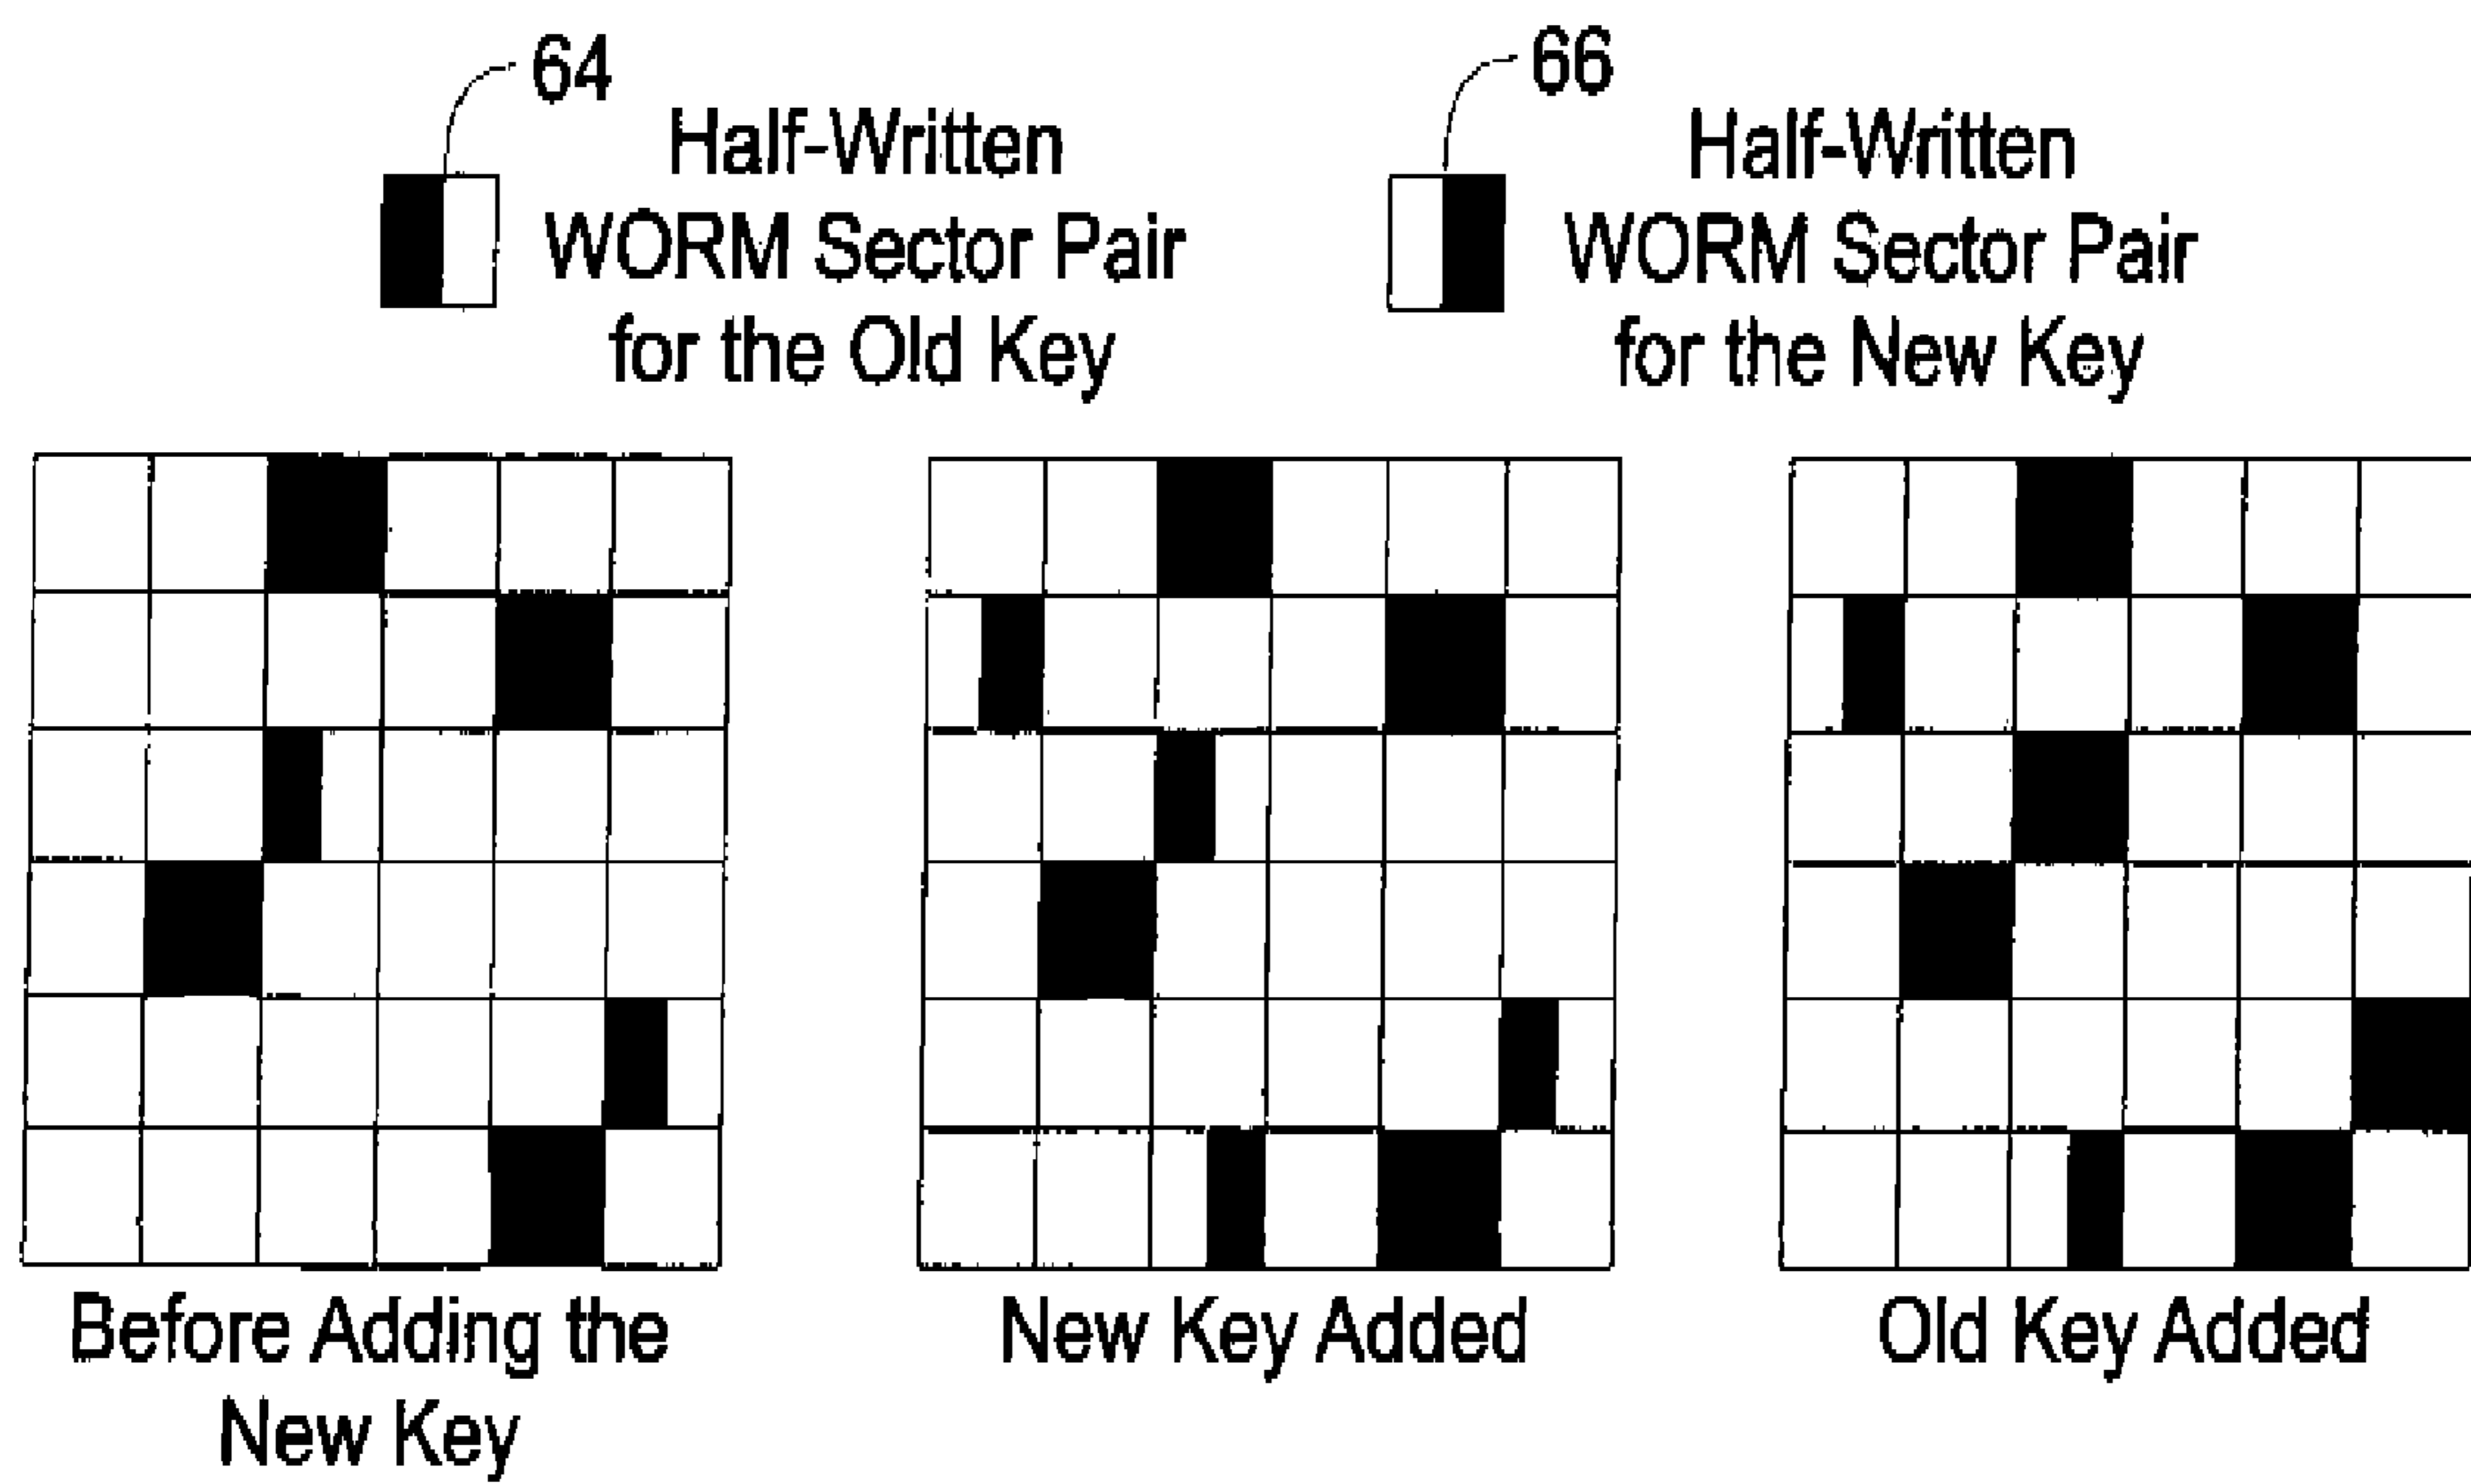 64
Half-Written
WORM Sector Pair
for the Old Key
66
Half-Written
WORM Sector Pair
for the New Key
Before Adding the
New Key
New Key Added
Old Key Added